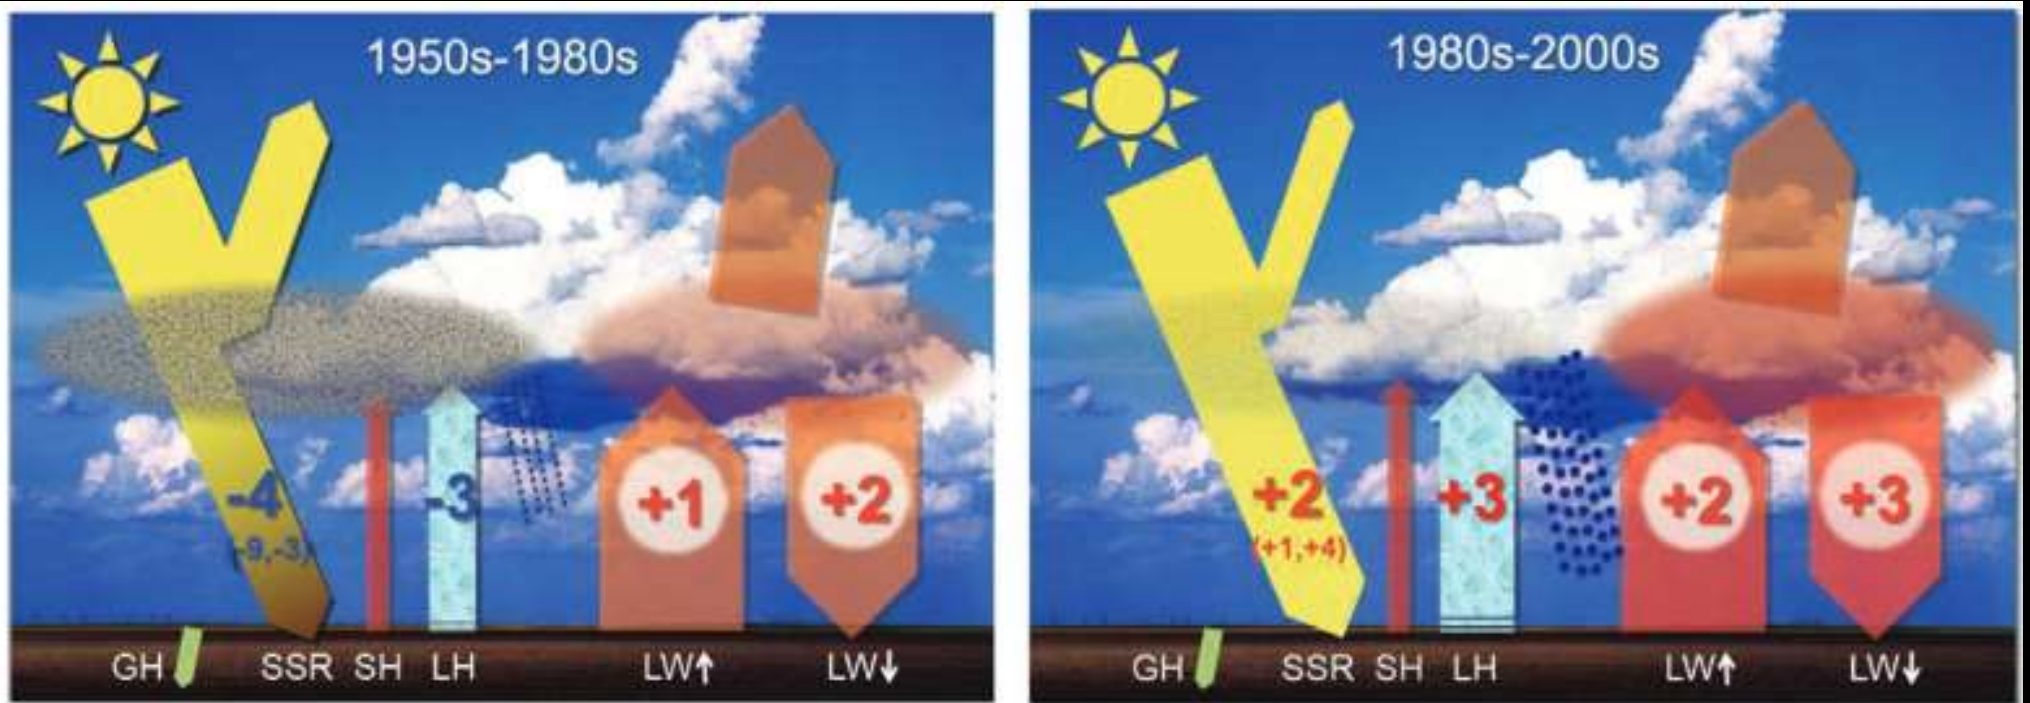 1950s-1980s
-4
(-9,-3)
-3
+1
+2
GH SSR SH LH LW↑ LW↓
1980s-2000s
+2
(+1,+4)
+3
+2
+3
GH SSR SH LH LW↑ LW↓